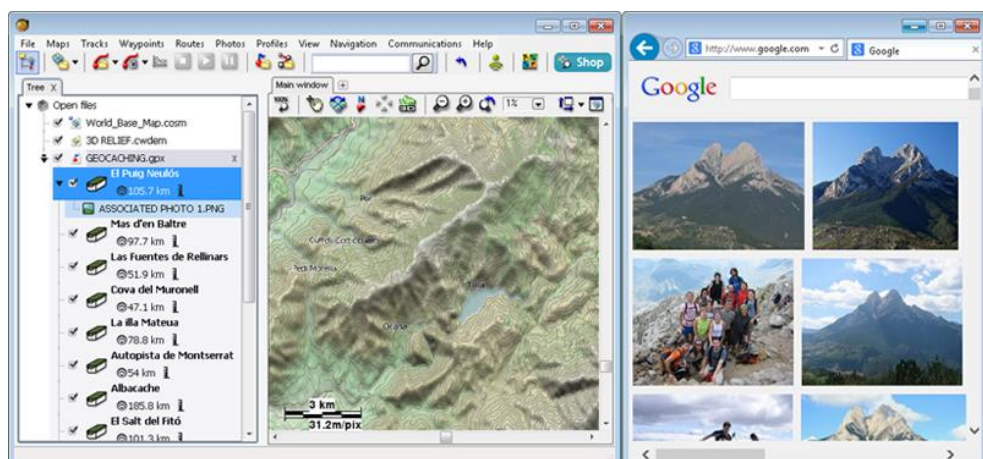 File Maps Tracks Waypoints Routes Photos Profiles View Navigation Communications Help
Shop
Tree X
Open files
World_Base_Map.cosm
3D RELIEF.cwdem
GEOCACHING.gpx x
El Puig Neulós
105.7 km
ASSOCIATED PHOTO 1.PNG
Mas d'en Baltre
97.7 km
Las Fuentes de Rellinars
51.9 km
Cova del Muronell
47.1 km
La illa Mateua
78.8 km
Autopista de Montserrat
54 km
Albacache
185.8 km
El Salt del Fitó
101.3 km
Main window
100%
1%
Ocaña
3 km
31.2m/pix
http://www.google.com
Google
Google